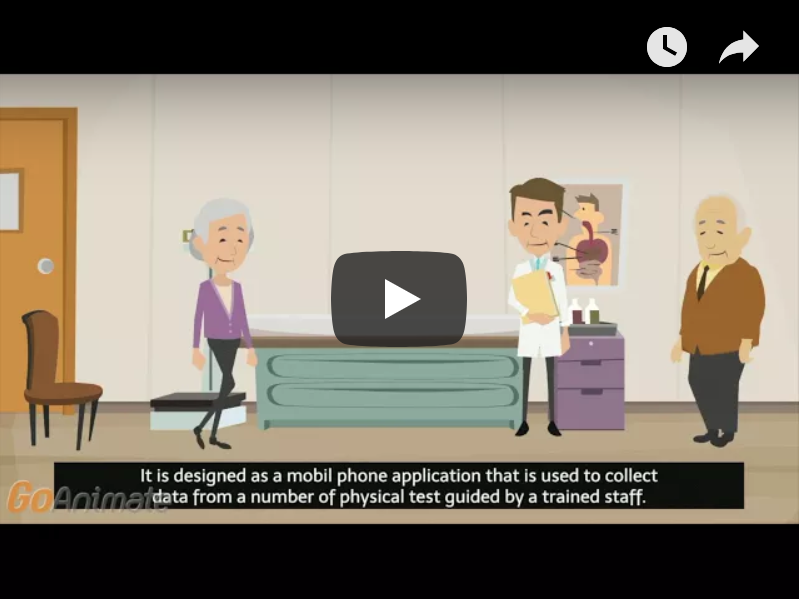 It is designed as a mobil phone application that is used to collect
data from a number of physical test guided by a trained staff.
GoAnimate